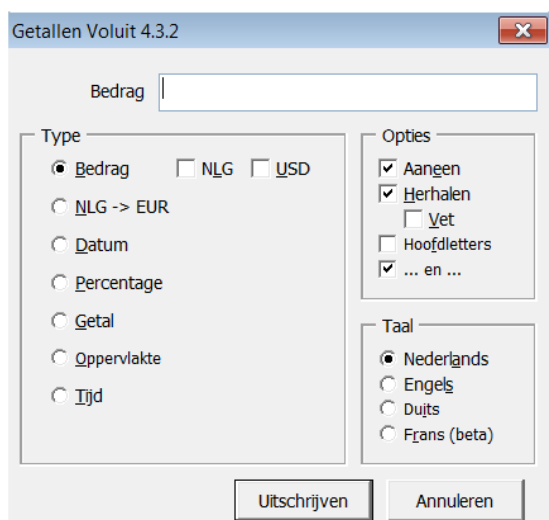 Getallen Voluit 4.3.2
Bedrag
Type
Bedrag NLG USD
NLG -> EUR
Datum
Percentage
Getal
Oppervlakte
Tijd
Opties
Aaneen
Herhalen
Vet
Hoofdletters
... en ...
Taal
Nederlands
Engels
Duits
Frans (beta)
Uitschrijven Annuleren